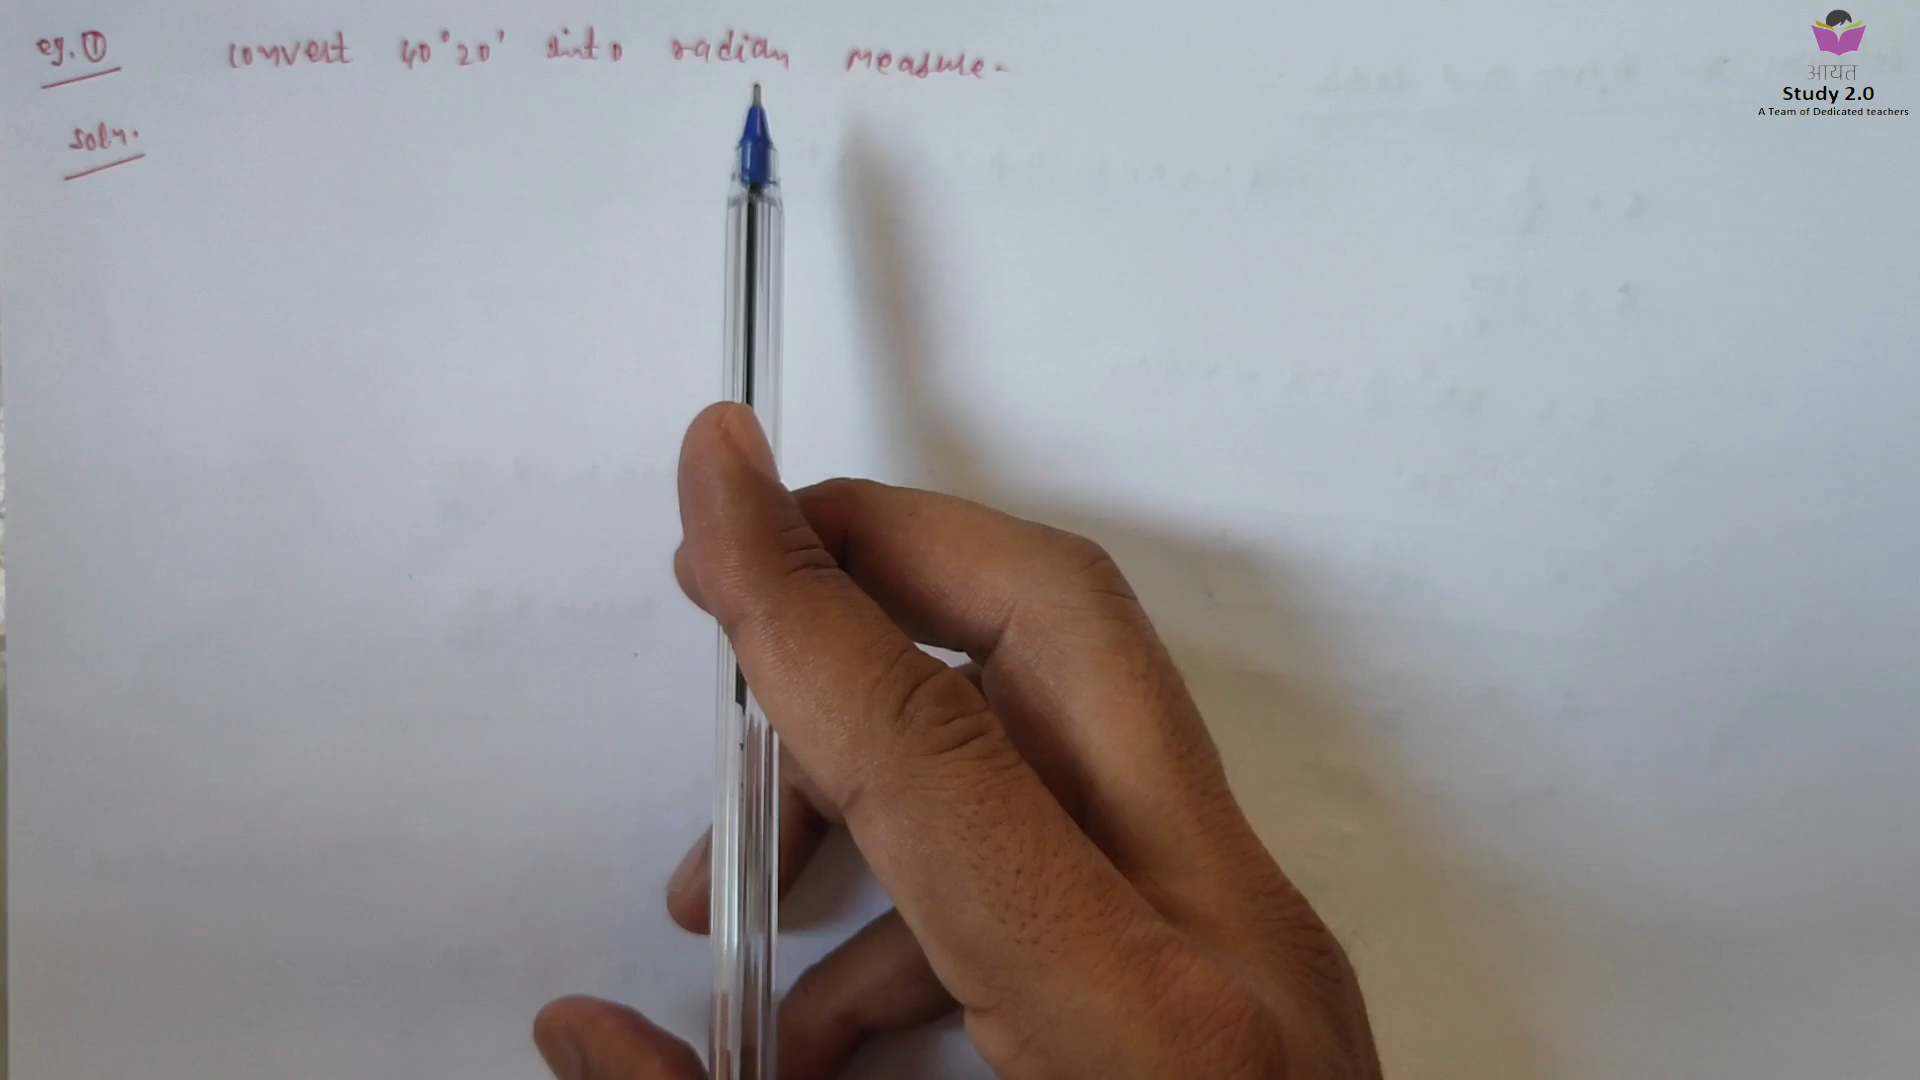 eg. ①  convert 40°20' into radian measure.
Soln.
आयत
Study 2.0
A Team of Dedicated teachers